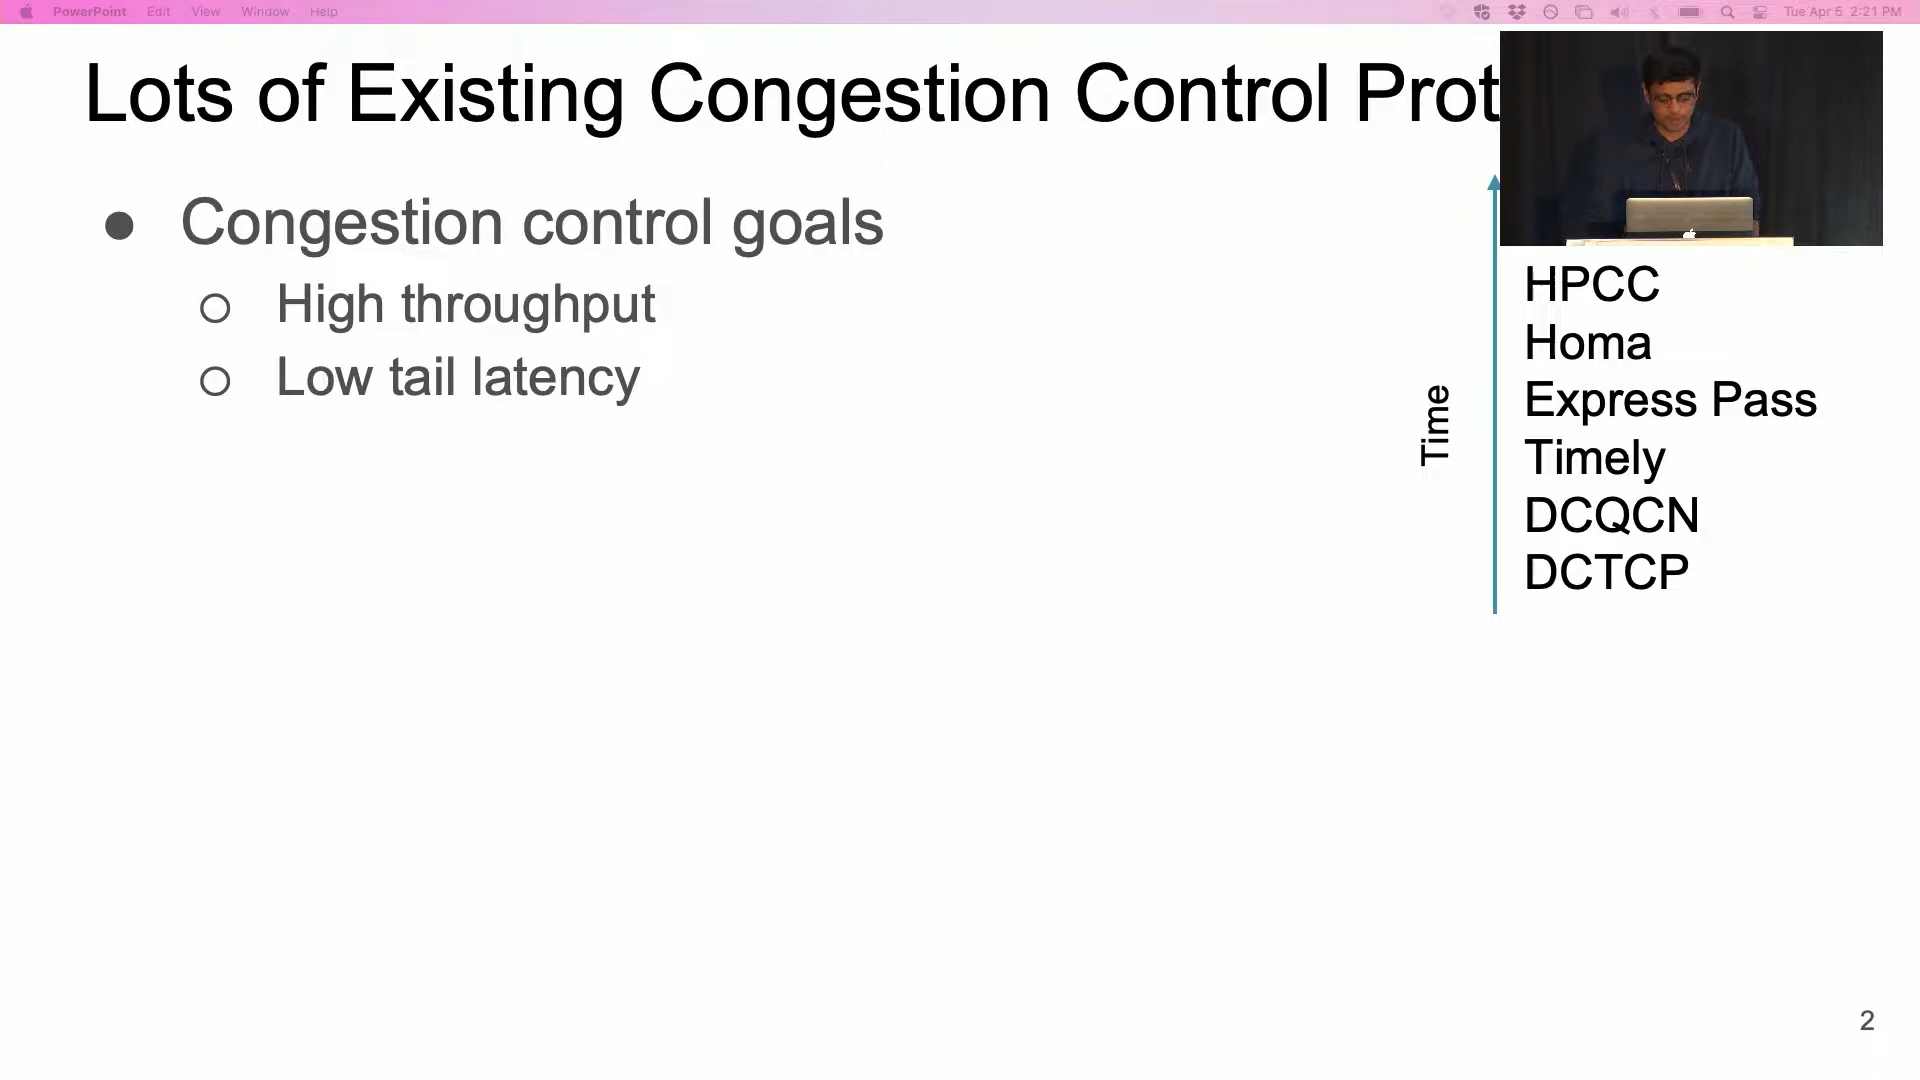 PowerPoint Edit View Window Help Tue Apr 5 2:21 PM
Lots of Existing Congestion Control Prot
● Congestion control goals
○ High throughput
○ Low tail latency
Time
HPCC
Homa
Express Pass
Timely
DCQCN
DCTCP
2